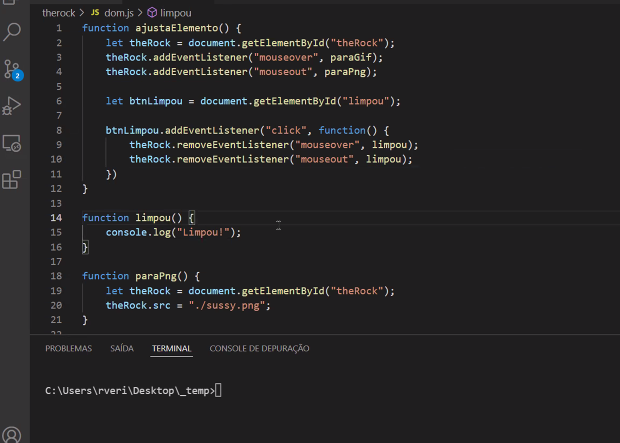 therock > JS dom.js > limpou
1 function ajustaElemento() {
2 let theRock = document.getElementById("theRock");
3 theRock.addEventListener("mouseover", paraGif);
4 theRock.addEventListener("mouseout", paraPng);
5
6 let btnLimpou = document.getElementById("limpou");
7
8 btnLimpou.addEventListener("click", function() {
9 theRock.removeEventListener("mouseover", limpou);
10 theRock.removeEventListener("mouseout", limpou);
11 })
12 }
13
14 function limpou() {
15 console.log("Limpou!");
16 }
17
18 function paraPng() {
19 let theRock = document.getElementById("theRock");
20 theRock.src = "./sussy.png";
21 }
2
PROBLEMAS SAÍDA TERMINAL CONSOLE DE DEPURAÇÃO
C:\Users\rveri\Desktop\_temp>